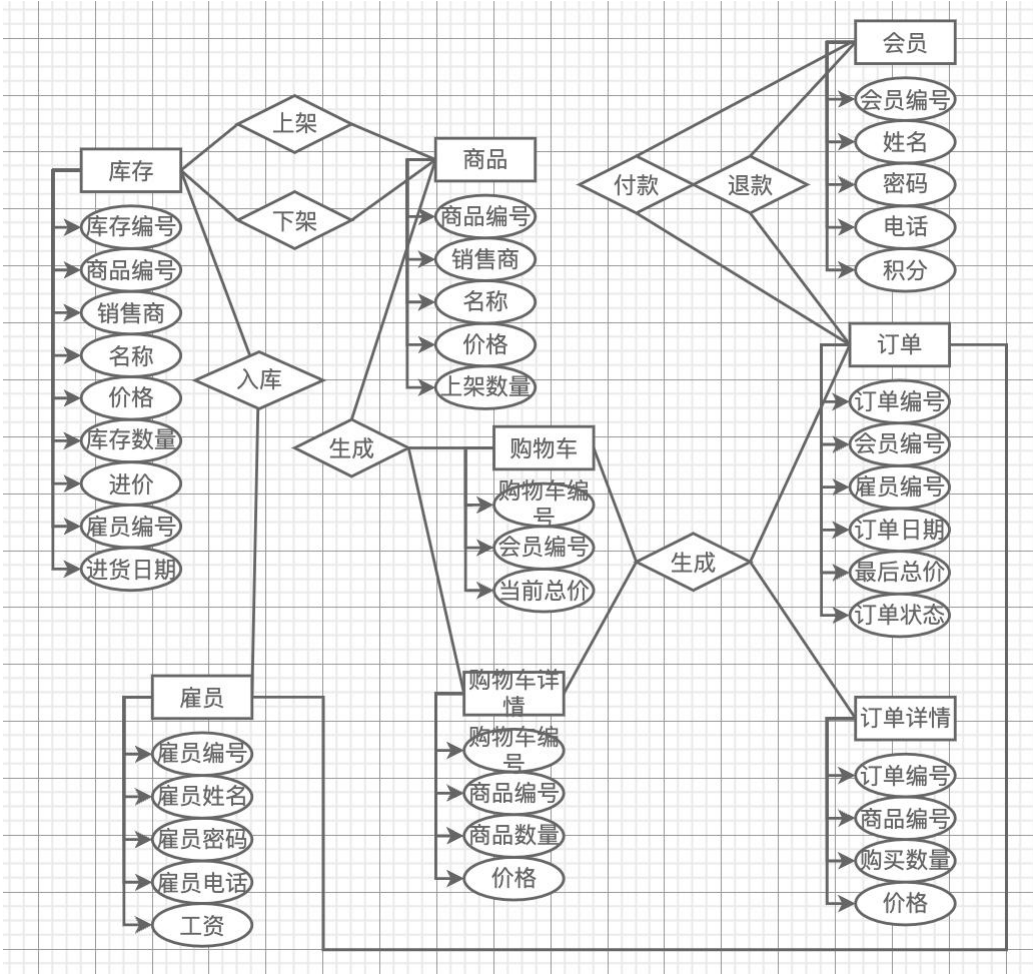 会员
会员编号
姓名
密码
电话
积分
上架
下架
商品
商品编号
销售商
名称
价格
上架数量
库存
库存编号
商品编号
销售商
名称
价格
库存数量
进价
雇员编号
进货日期
付款
退款
入库
生成
购物车
购物车编
号
会员编号
当前总价
订单
订单编号
会员编号
雇员编号
订单日期
最后总价
订单状态
生成
雇员
雇员编号
雇员姓名
雇员密码
雇员电话
工资
购物车详
情
购物车编
号
商品编号
商品数量
价格
订单详情
订单编号
商品编号
购买数量
价格